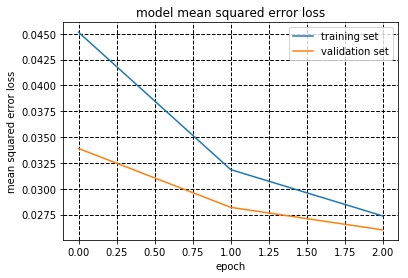 model mean squared error loss
training set
validation set
0.0450
0.0425
0.0400
0.0375
0.0350
0.0325
0.0300
0.0275
mean squared error loss
0.00 0.25 0.50 0.75 1.00 1.25 1.50 1.75 2.00
epoch